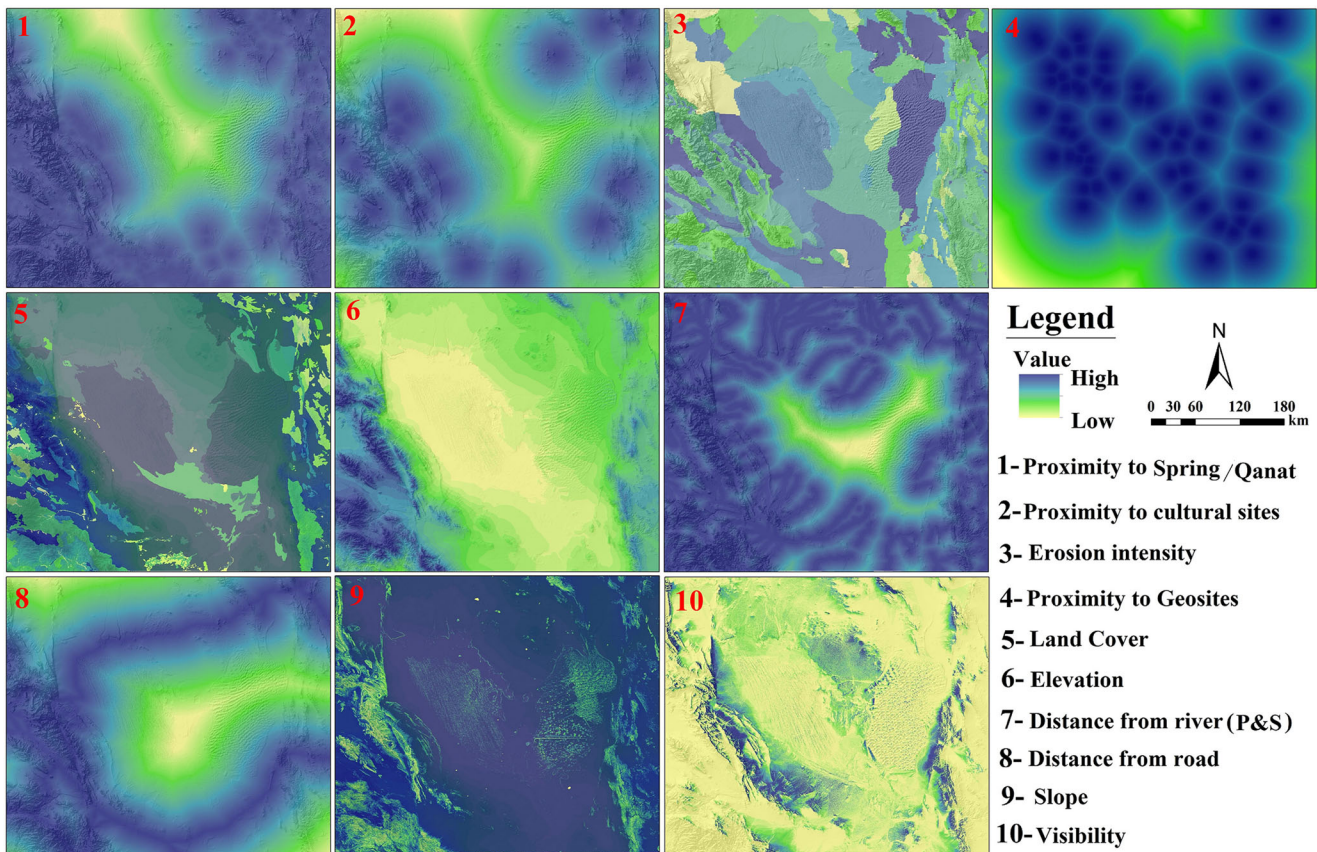 1
2
3
4
5
6
7
8
9
10
Legend
Value
High
Low
N
0 30 60 120 180
km
1- Proximity to Spring/Qanat
2-Proximity to cultural sites
3- Erosion intensity
4- Proximity to Geosites
5- Land Cover
6- Elevation
7- Distance from river (P&S)
8- Distance from road
9- Slope
10- Visibility